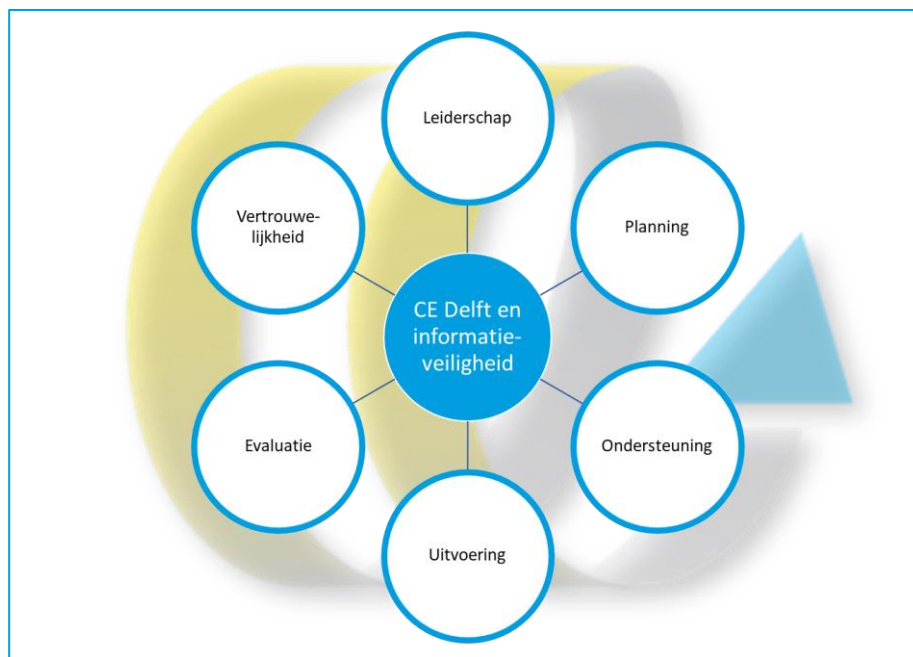 Leiderschap
Vertrouwe-
lijkheid
Planning
CE Delft en
informatie-
veiligheid
Evaluatie
Ondersteuning
Uitvoering